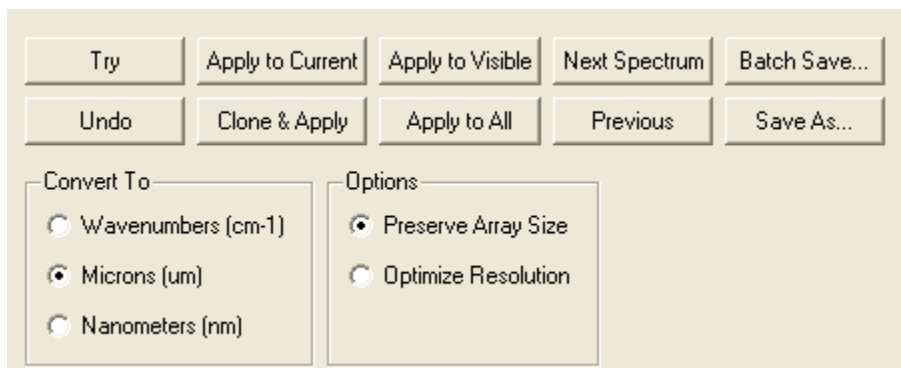 Try Apply to Current Apply to Visible Next Spectrum Batch Save...
Undo Clone & Apply Apply to All Previous Save As...
Convert To
Wavenumbers (cm-1)
Microns (um)
Nanometers (nm)
Options
Preserve Array Size
Optimize Resolution